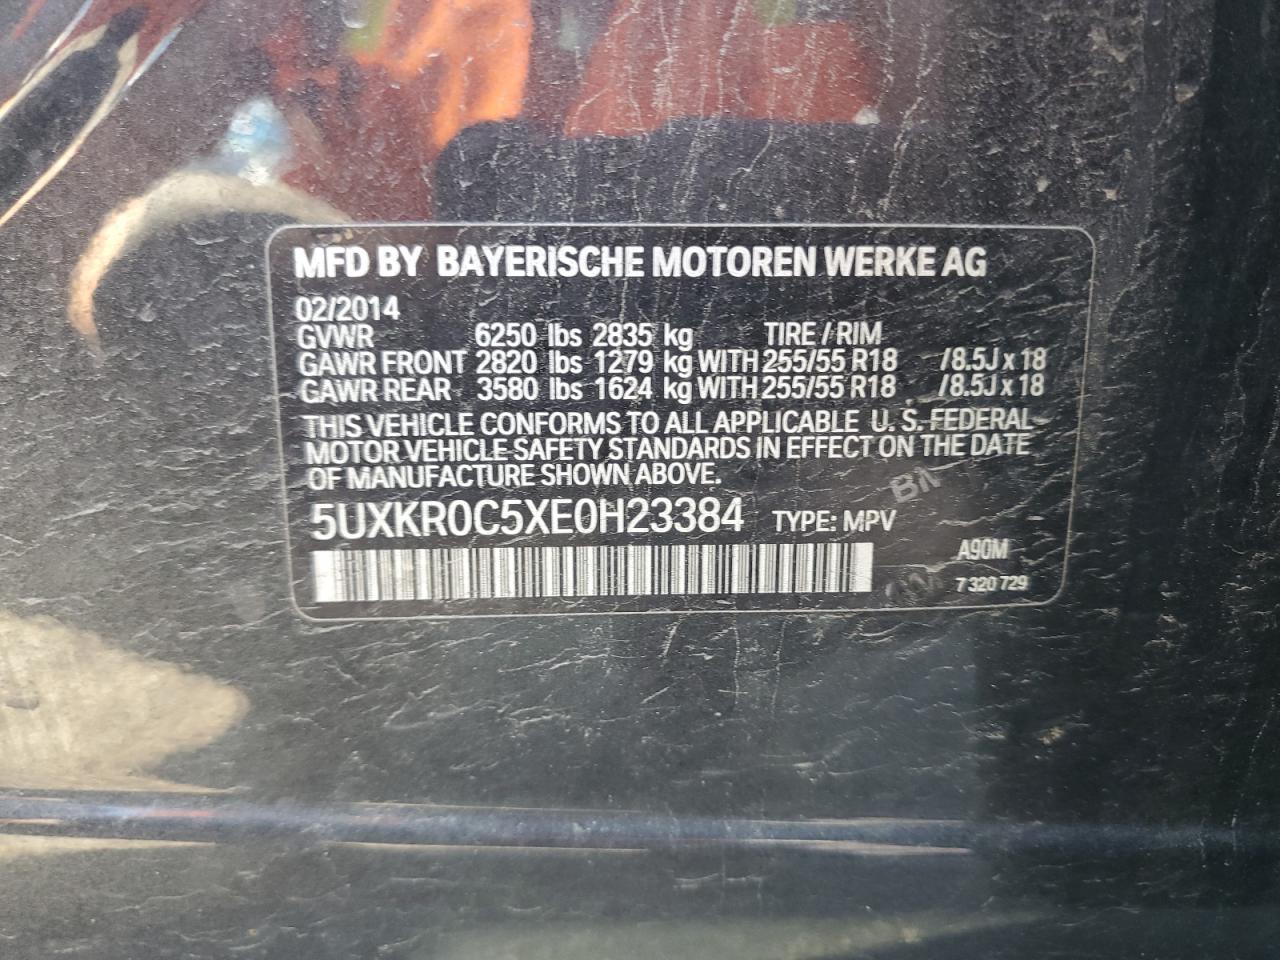 MFD BY BAYERISCHE MOTOREN WERKE AG
02/2014
GVWR 6250 lbs 2835 kg TIRE / RIM
GAWR FRONT 2820 lbs 1279 kg WITH 255/55 R18 /8.5J x 18
GAWR REAR 3580 lbs 1624 kg WITH 255/55 R18 /8.5J x 18
THIS VEHICLE CONFORMS TO ALL APPLICABLE U. S. FEDERAL
MOTOR VEHICLE SAFETY STANDARDS IN EFFECT ON THE DATE
OF MANUFACTURE SHOWN ABOVE.
5UXKR0C5XE0H23384 TYPE: MPV
A90M
7 320 729